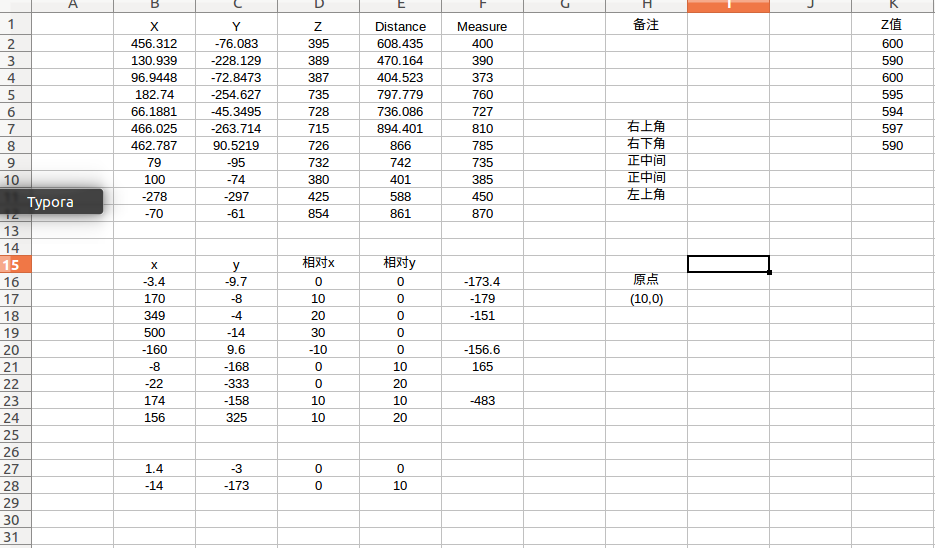 A B C D E F G H I J K
1 X Y Z Distance Measure 备注 Z值
2 456.312 -76.083 395 608.435 400 600
3 130.939 -228.129 389 470.164 390 590
4 96.9448 -72.8473 387 404.523 373 600
5 182.74 -254.627 735 797.779 760 595
6 66.1881 -45.3495 728 736.086 727 594
7 466.025 -263.714 715 894.401 810 右上角 597
8 462.787 90.5219 726 866 785 右下角 590
9 79 -95 732 742 735 正中间
10 100 -74 380 401 385 正中间
11 -278 -297 425 588 450 左上角
Typora
12 -70 -61 854 861 870
13
14
15 x y 相对x 相对y
16 -3.4 -9.7 0 0 -173.4 原点
17 170 -8 10 0 -179 (10,0)
18 349 -4 20 0 -151
19 500 -14 30 0
20 -160 9.6 -10 0 -156.6
21 -8 -168 0 10 165
22 -22 -333 0 20
23 174 -158 10 10 -483
24 156 325 10 20
25
26
27 1.4 -3 0 0
28 -14 -173 0 10
29
30
31